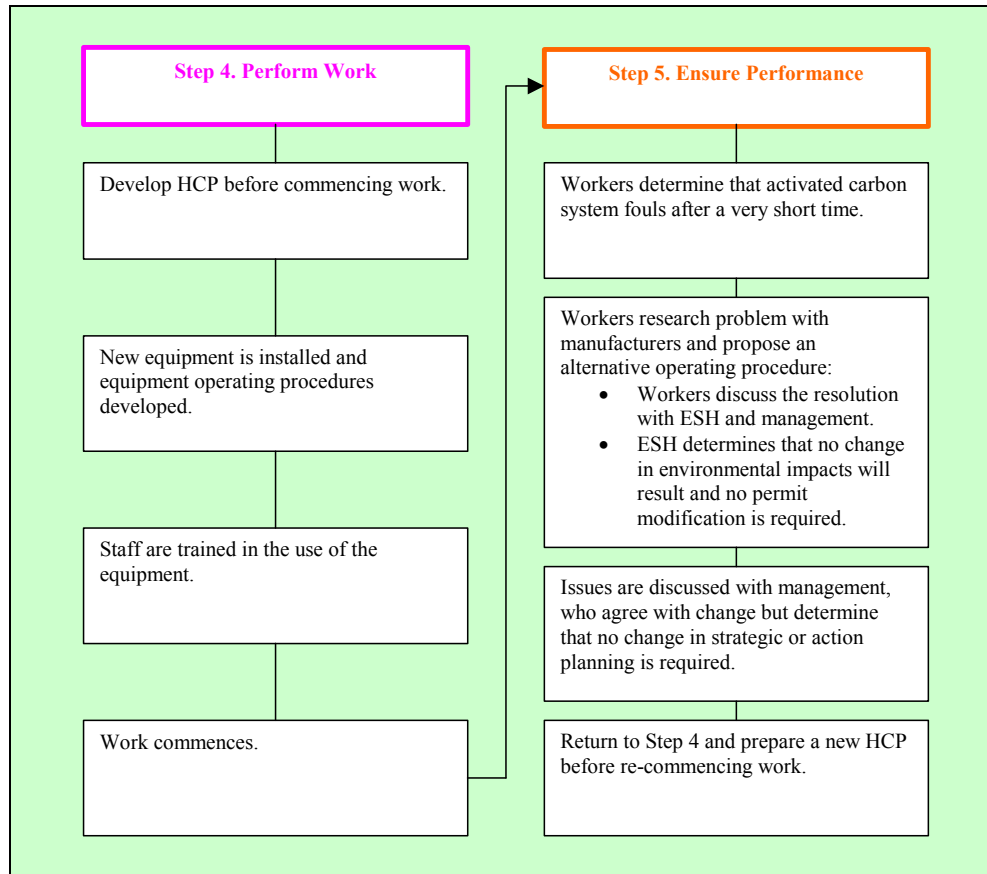 Step 4. Perform Work
Develop HCP before commencing work.
New equipment is installed and
equipment operating procedures
developed.
Staff are trained in the use of the
equipment.
Work commences.
Step 5. Ensure Performance
Workers determine that activated carbon
system fouls after a very short time.
Workers research problem with
manufacturers and propose an
alternative operating procedure:
• Workers discuss the resolution
with ESH and management.
• ESH determines that no change
in environmental impacts will
result and no permit
modification is required.
Issues are discussed with management,
who agree with change but determine
that no change in strategic or action
planning is required.
Return to Step 4 and prepare a new HCP
before re-commencing work.